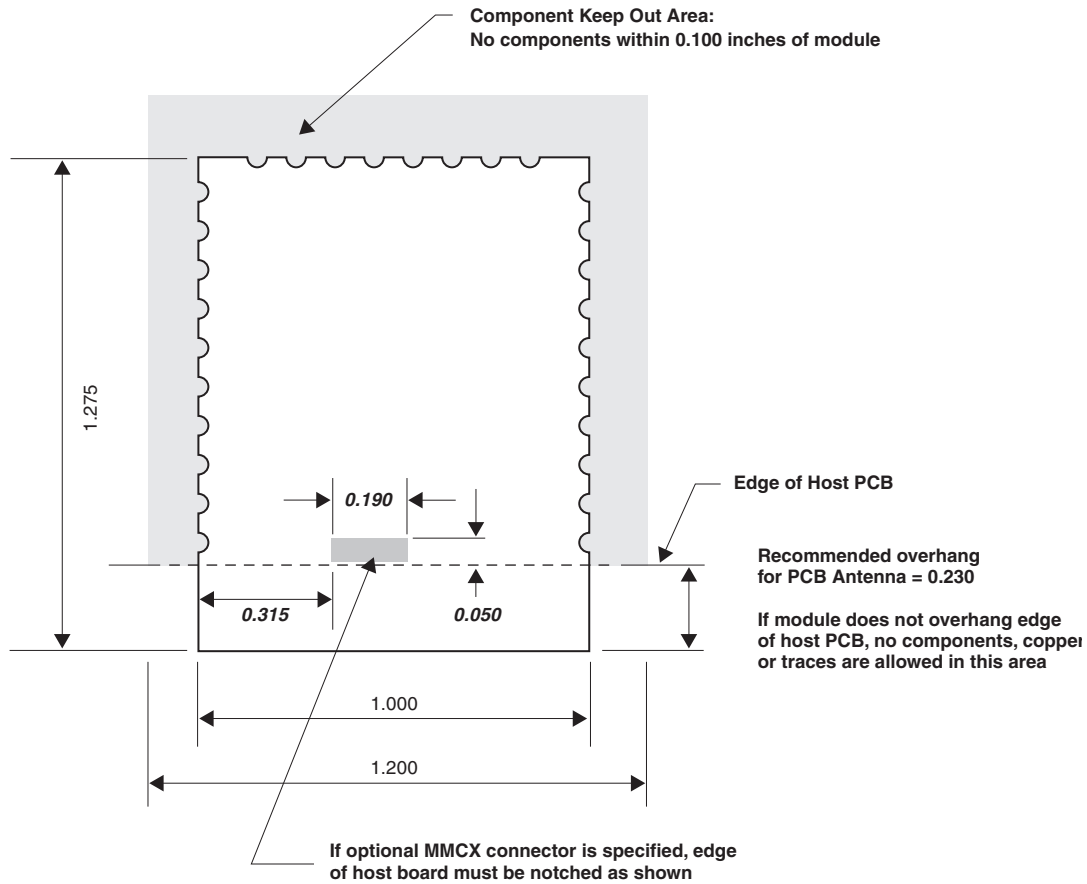 Component Keep Out Area:
No components within 0.100 inches of module
1.275
0.190
Edge of Host PCB
Recommended overhang
for PCB Antenna = 0.230
0.315
0.050
If module does not overhang edge
of host PCB, no components, copper
or traces are allowed in this area
1.000
1.200
If optional MMCX connector is specified, edge
of host board must be notched as shown